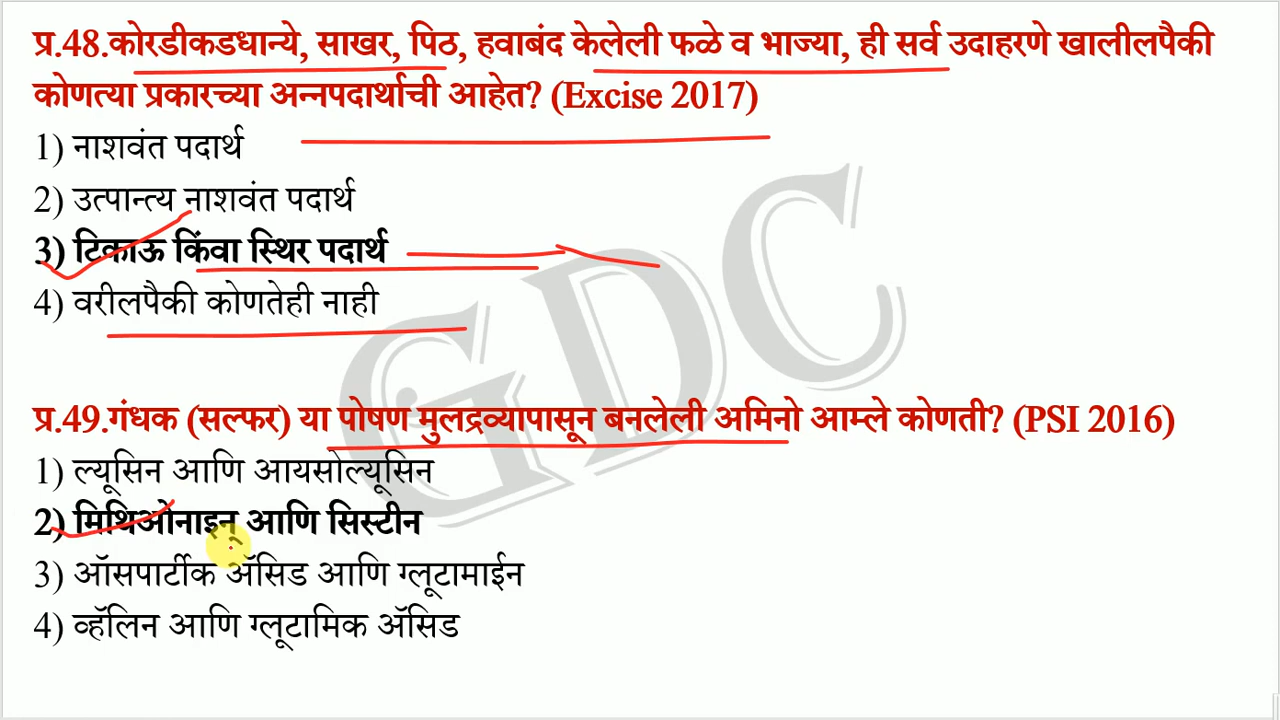 प्र.48.कोरडीकडधान्ये, साखर, पिठ, हवाबंद केलेली फळे व भाज्या, ही सर्व उदाहरणे खालीलपैकी
कोणत्या प्रकारच्या अन्नपदार्थाची आहेत? (Excise 2017)
1) नाशवंत पदार्थ
2) उत्पान्त्य नाशवंत पदार्थ
3) टिकाऊ किंवा स्थिर पदार्थ
4) वरीलपैकी कोणतेही नाही
GDC
प्र.49.गंधक (सल्फर) या पोषण मुलद्रव्यापासून बनलेली अमिनो आम्ले कोणती? (PSI 2016)
1) ल्यूसिन आणि आयसोल्यूसिन
2) मिथिओनाइन् आणि सिस्टीन
3) ऑसपार्टीक ॲसिड आणि ग्लूटामाईन
4) व्हॅलिन आणि ग्लूटामिक ॲसिड